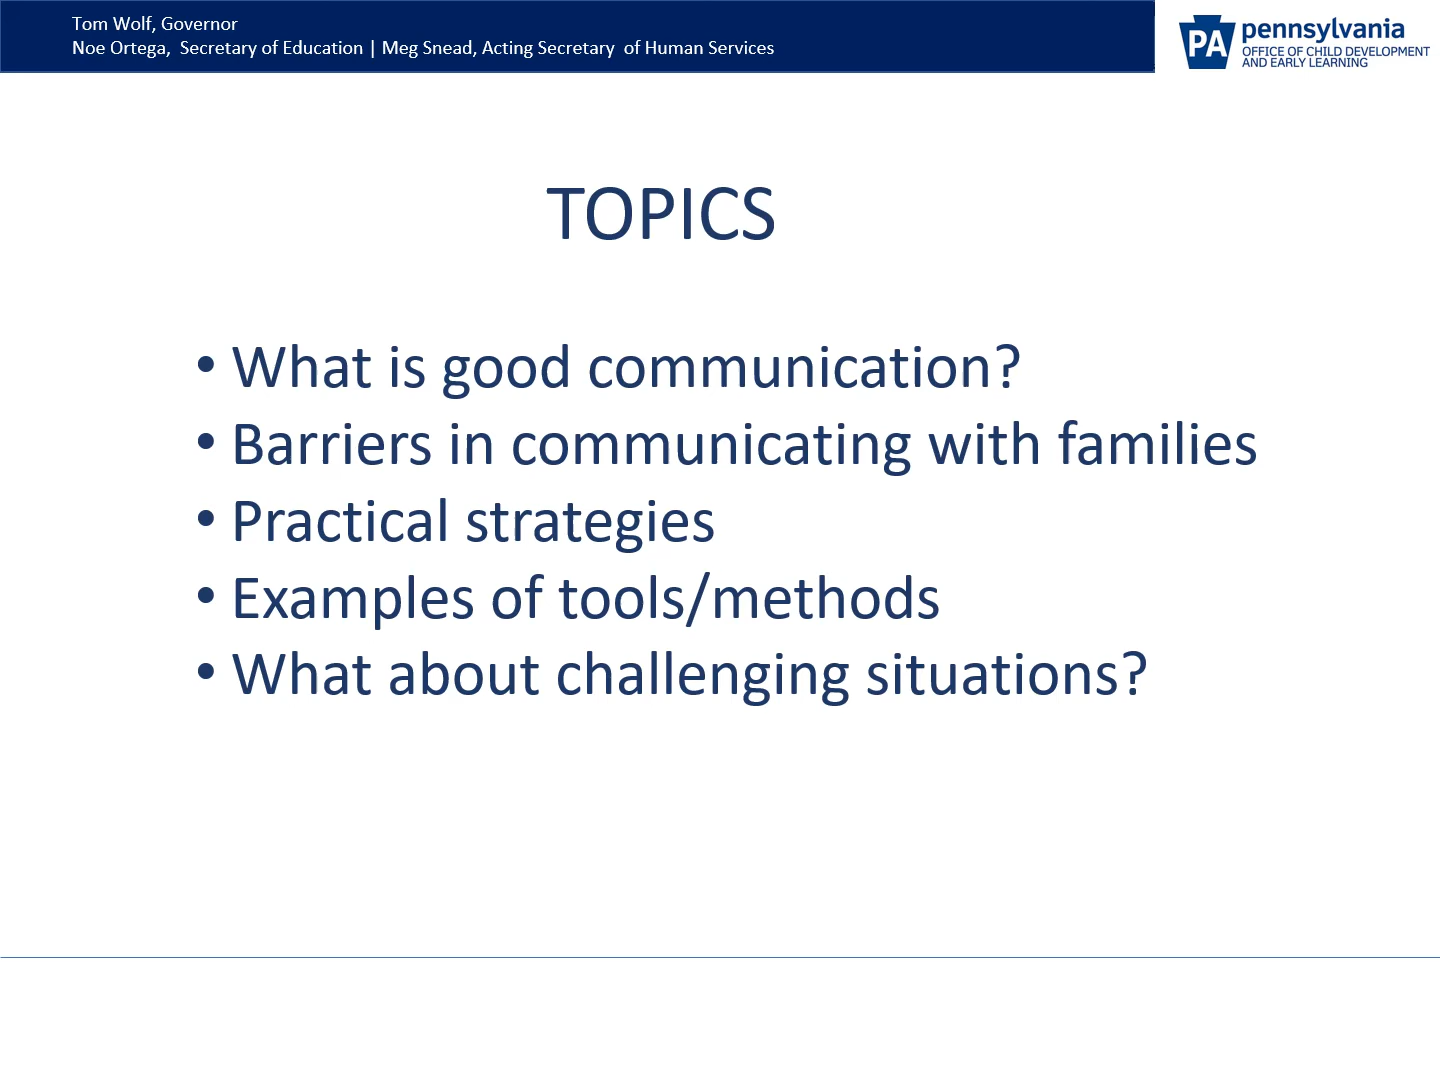 Tom Wolf, Governor
Noe Ortega,  Secretary of Education | Meg Snead, Acting Secretary  of Human Services
PA
pennsylvania
OFFICE OF CHILD DEVELOPMENT
AND EARLY LEARNING
TOPICS
• What is good communication?
• Barriers in communicating with families
• Practical strategies
• Examples of tools/methods
• What about challenging situations?